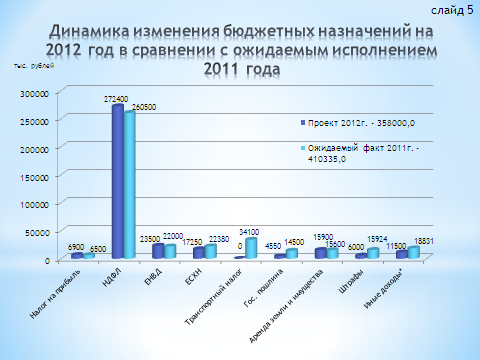 слайд 5
Динамика изменения бюджетных назначений на
2012 год в сравнении с ожидаемым исполнением
2011 года
тыс. рублей
300000
250000
200000
150000
100000
50000
0
272400
260500
6900
6500
23500
22000
17250
22380
0
34100
4550
14500
15900
15600
6000
15924
11500
18831
Проект 2012г. - 358000,0
Ожидаемый факт 2011г. -
410335,0
Налог на прибыль
НДФЛ
ЕНВД
ЕСХН
Транспортный налог
Гос. пошлина
Аренда земли и имущества
Штрафы
Иные доходы*